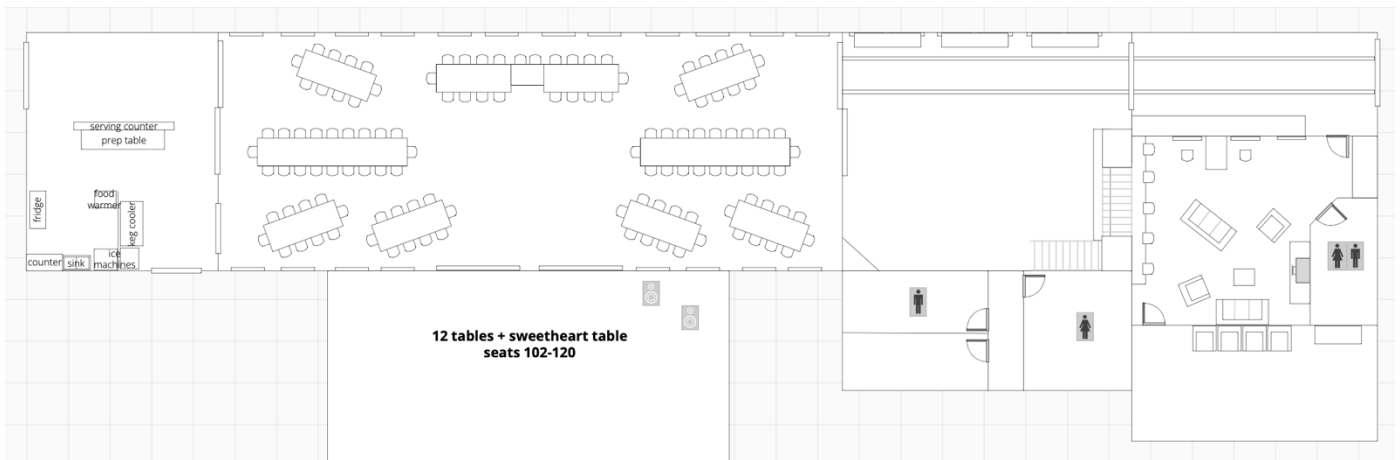 serving counter
prep table
food
warmer
fridge
keg cooler
counter
sink
ice
machines
12 tables + sweetheart table
seats 102-120